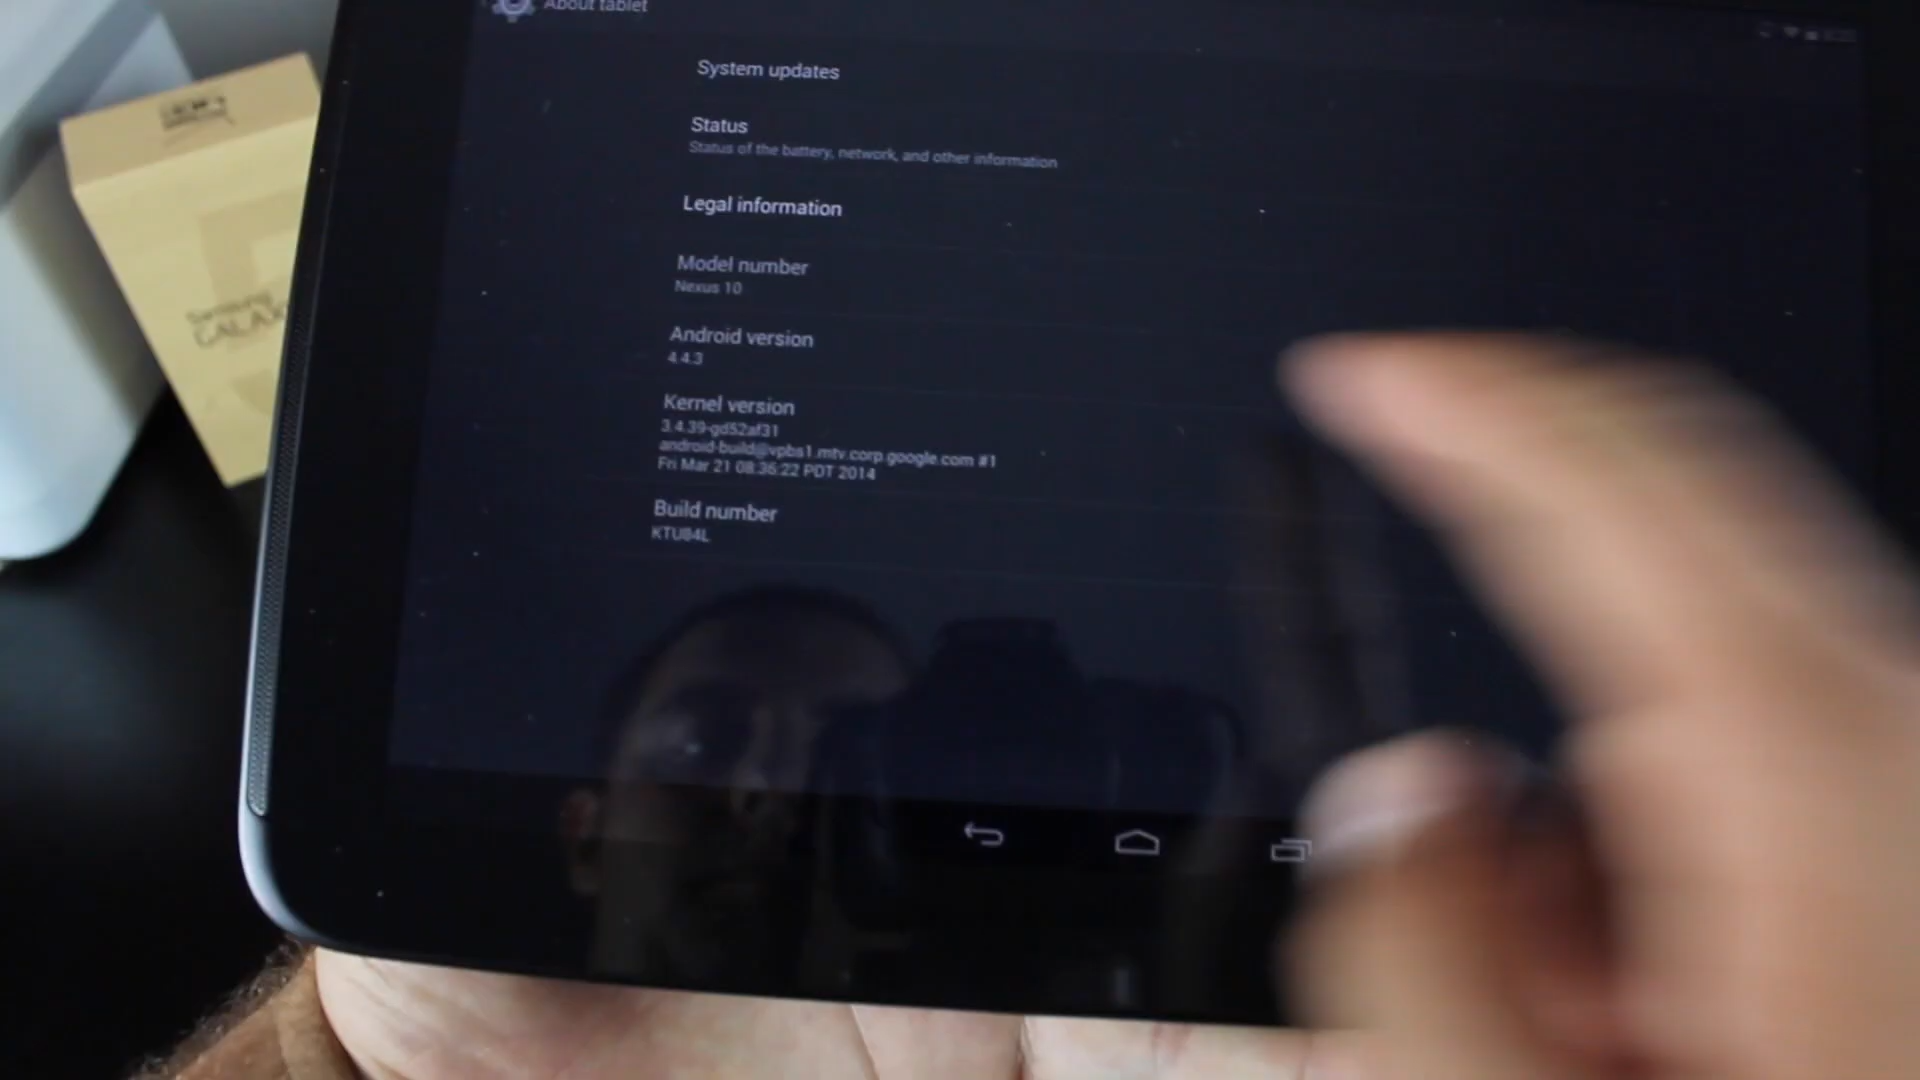 About tablet
System updates
Status
Status of the battery, network, and other information
Legal information
Model number
Nexus 10
Android version
4.4.3
Kernel version
3.4.39-gd52af31
android-build@vpbs1.mtv.corp.google.com #1
Fri Mar 21 08:36:22 PDT 2014
Build number
KTU84L